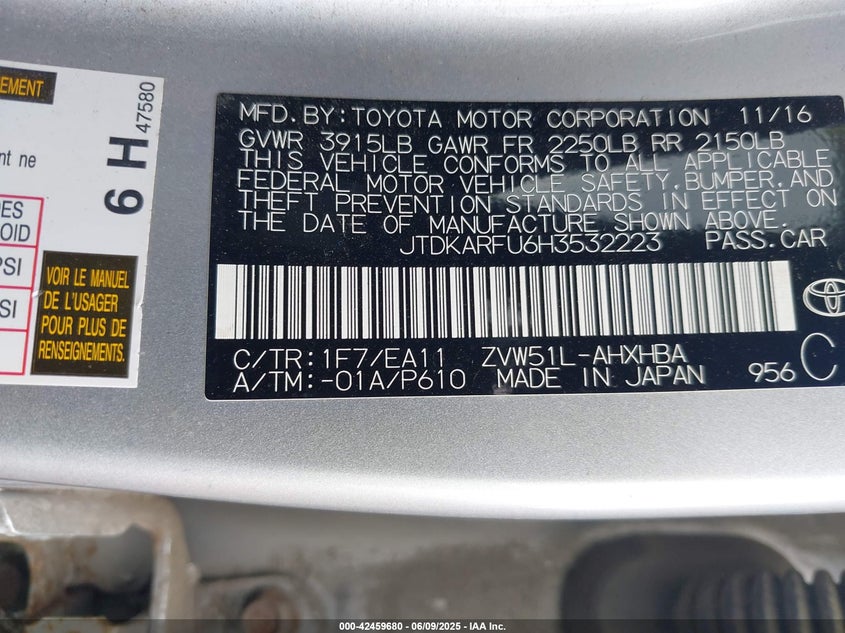 EMENT
nt ne
6 H 47580
DES
OID
PSI
SI
VOIR LE MANUEL
DE L'USAGER
POUR PLUS DE
RENSEIGNEMENTS
MFD.BY:TOYOTA MOTOR CORPORATION 11/16
GVWR 3915LB GAWR FR 2250LB RR 2150LB
THIS VEHICLE CONFORMS TO ALL APPLICABLE
FEDERAL MOTOR VEHICLE SAFETY,BUMPER,AND
THEFT PREVENTION STANDARDS IN EFFECT ON
THE DATE OF MANUFACTURE SHOWN ABOVE.
JTDKARFU6H3532223 PASS.CAR
C/TR:1F7/EA11 ZVW51L-AHXHBA
A/TM:-01A/P610 MADE IN JAPAN 956 C
000-42459680 | 06/09/2025 - IAA Inc.